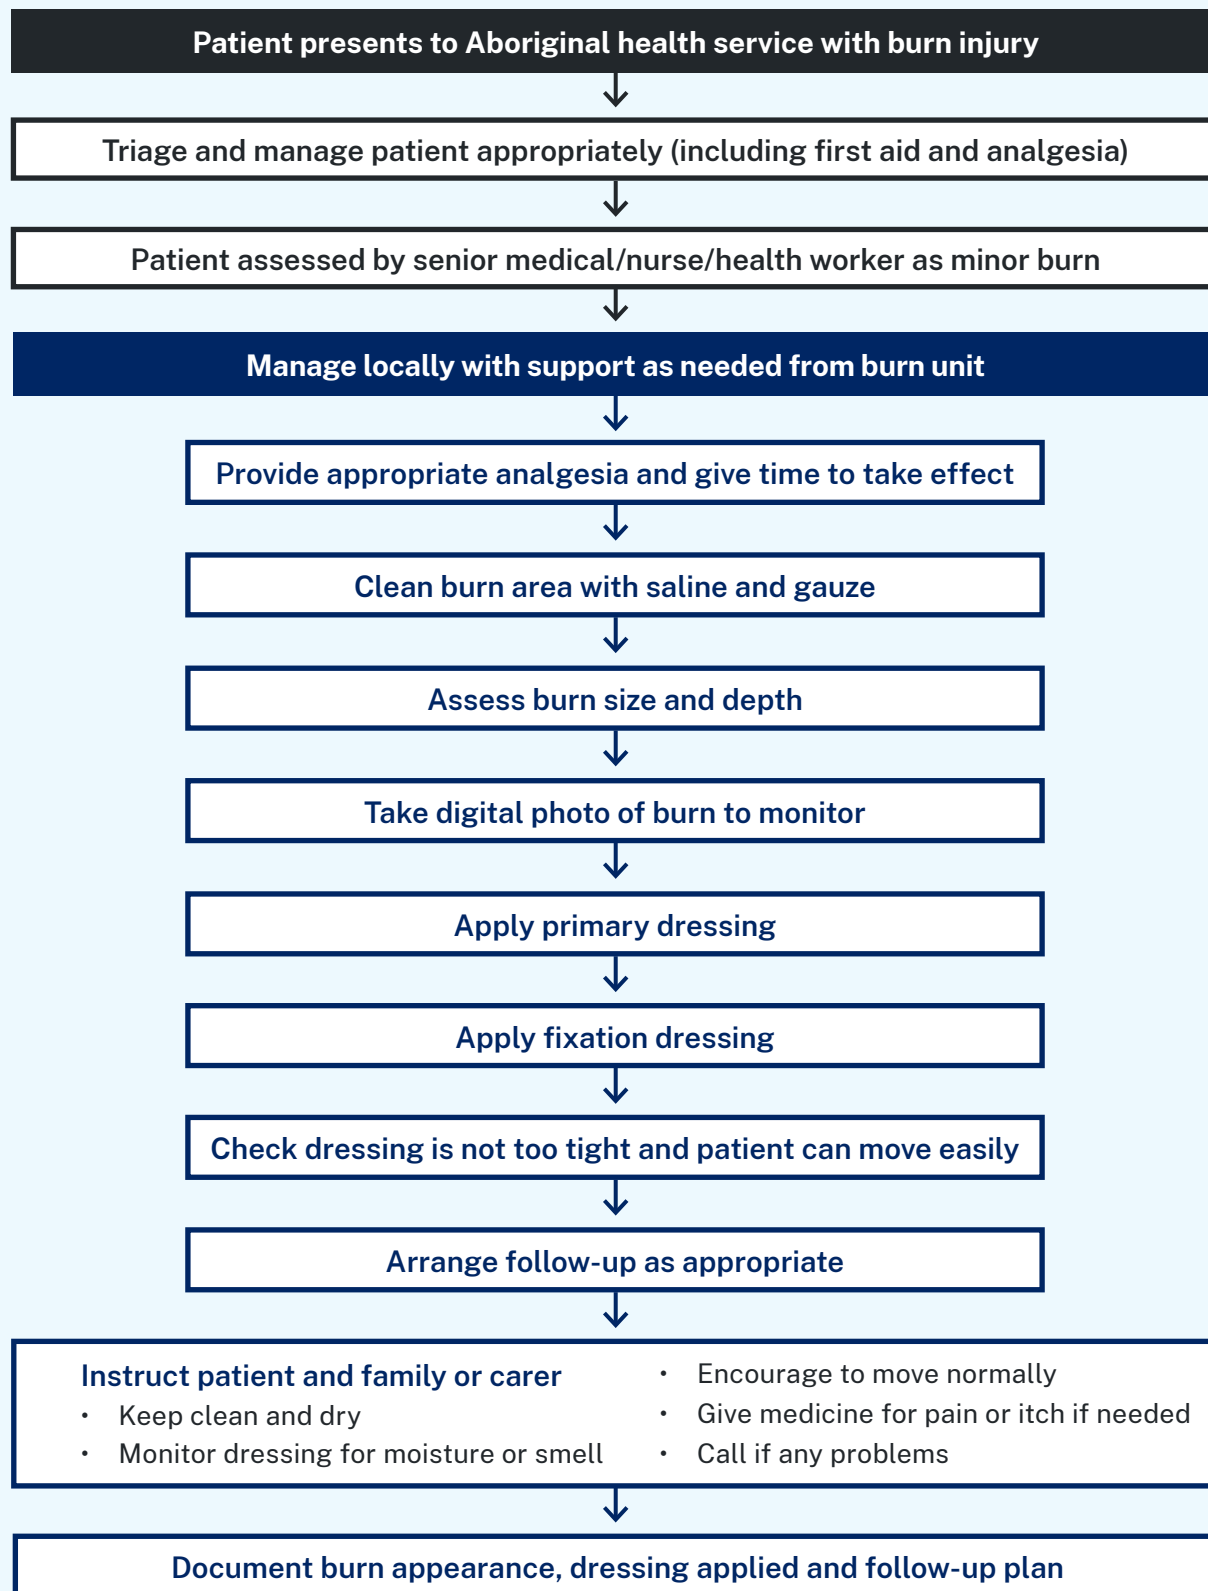 Patient presents to Aboriginal health service with burn injury
Triage and manage patient appropriately (including first aid and analgesia)
Patient assessed by senior medical/nurse/health worker as minor burn
Manage locally with support as needed from burn unit
Provide appropriate analgesia and give time to take effect
Clean burn area with saline and gauze
Assess burn size and depth
Take digital photo of burn to monitor
Apply primary dressing
Apply fixation dressing
Check dressing is not too tight and patient can move easily
Arrange follow-up as appropriate
Instruct patient and family or carer
• Keep clean and dry
• Monitor dressing for moisture or smell
• Encourage to move normally
• Give medicine for pain or itch if needed
• Call if any problems
Document burn appearance, dressing applied and follow-up plan